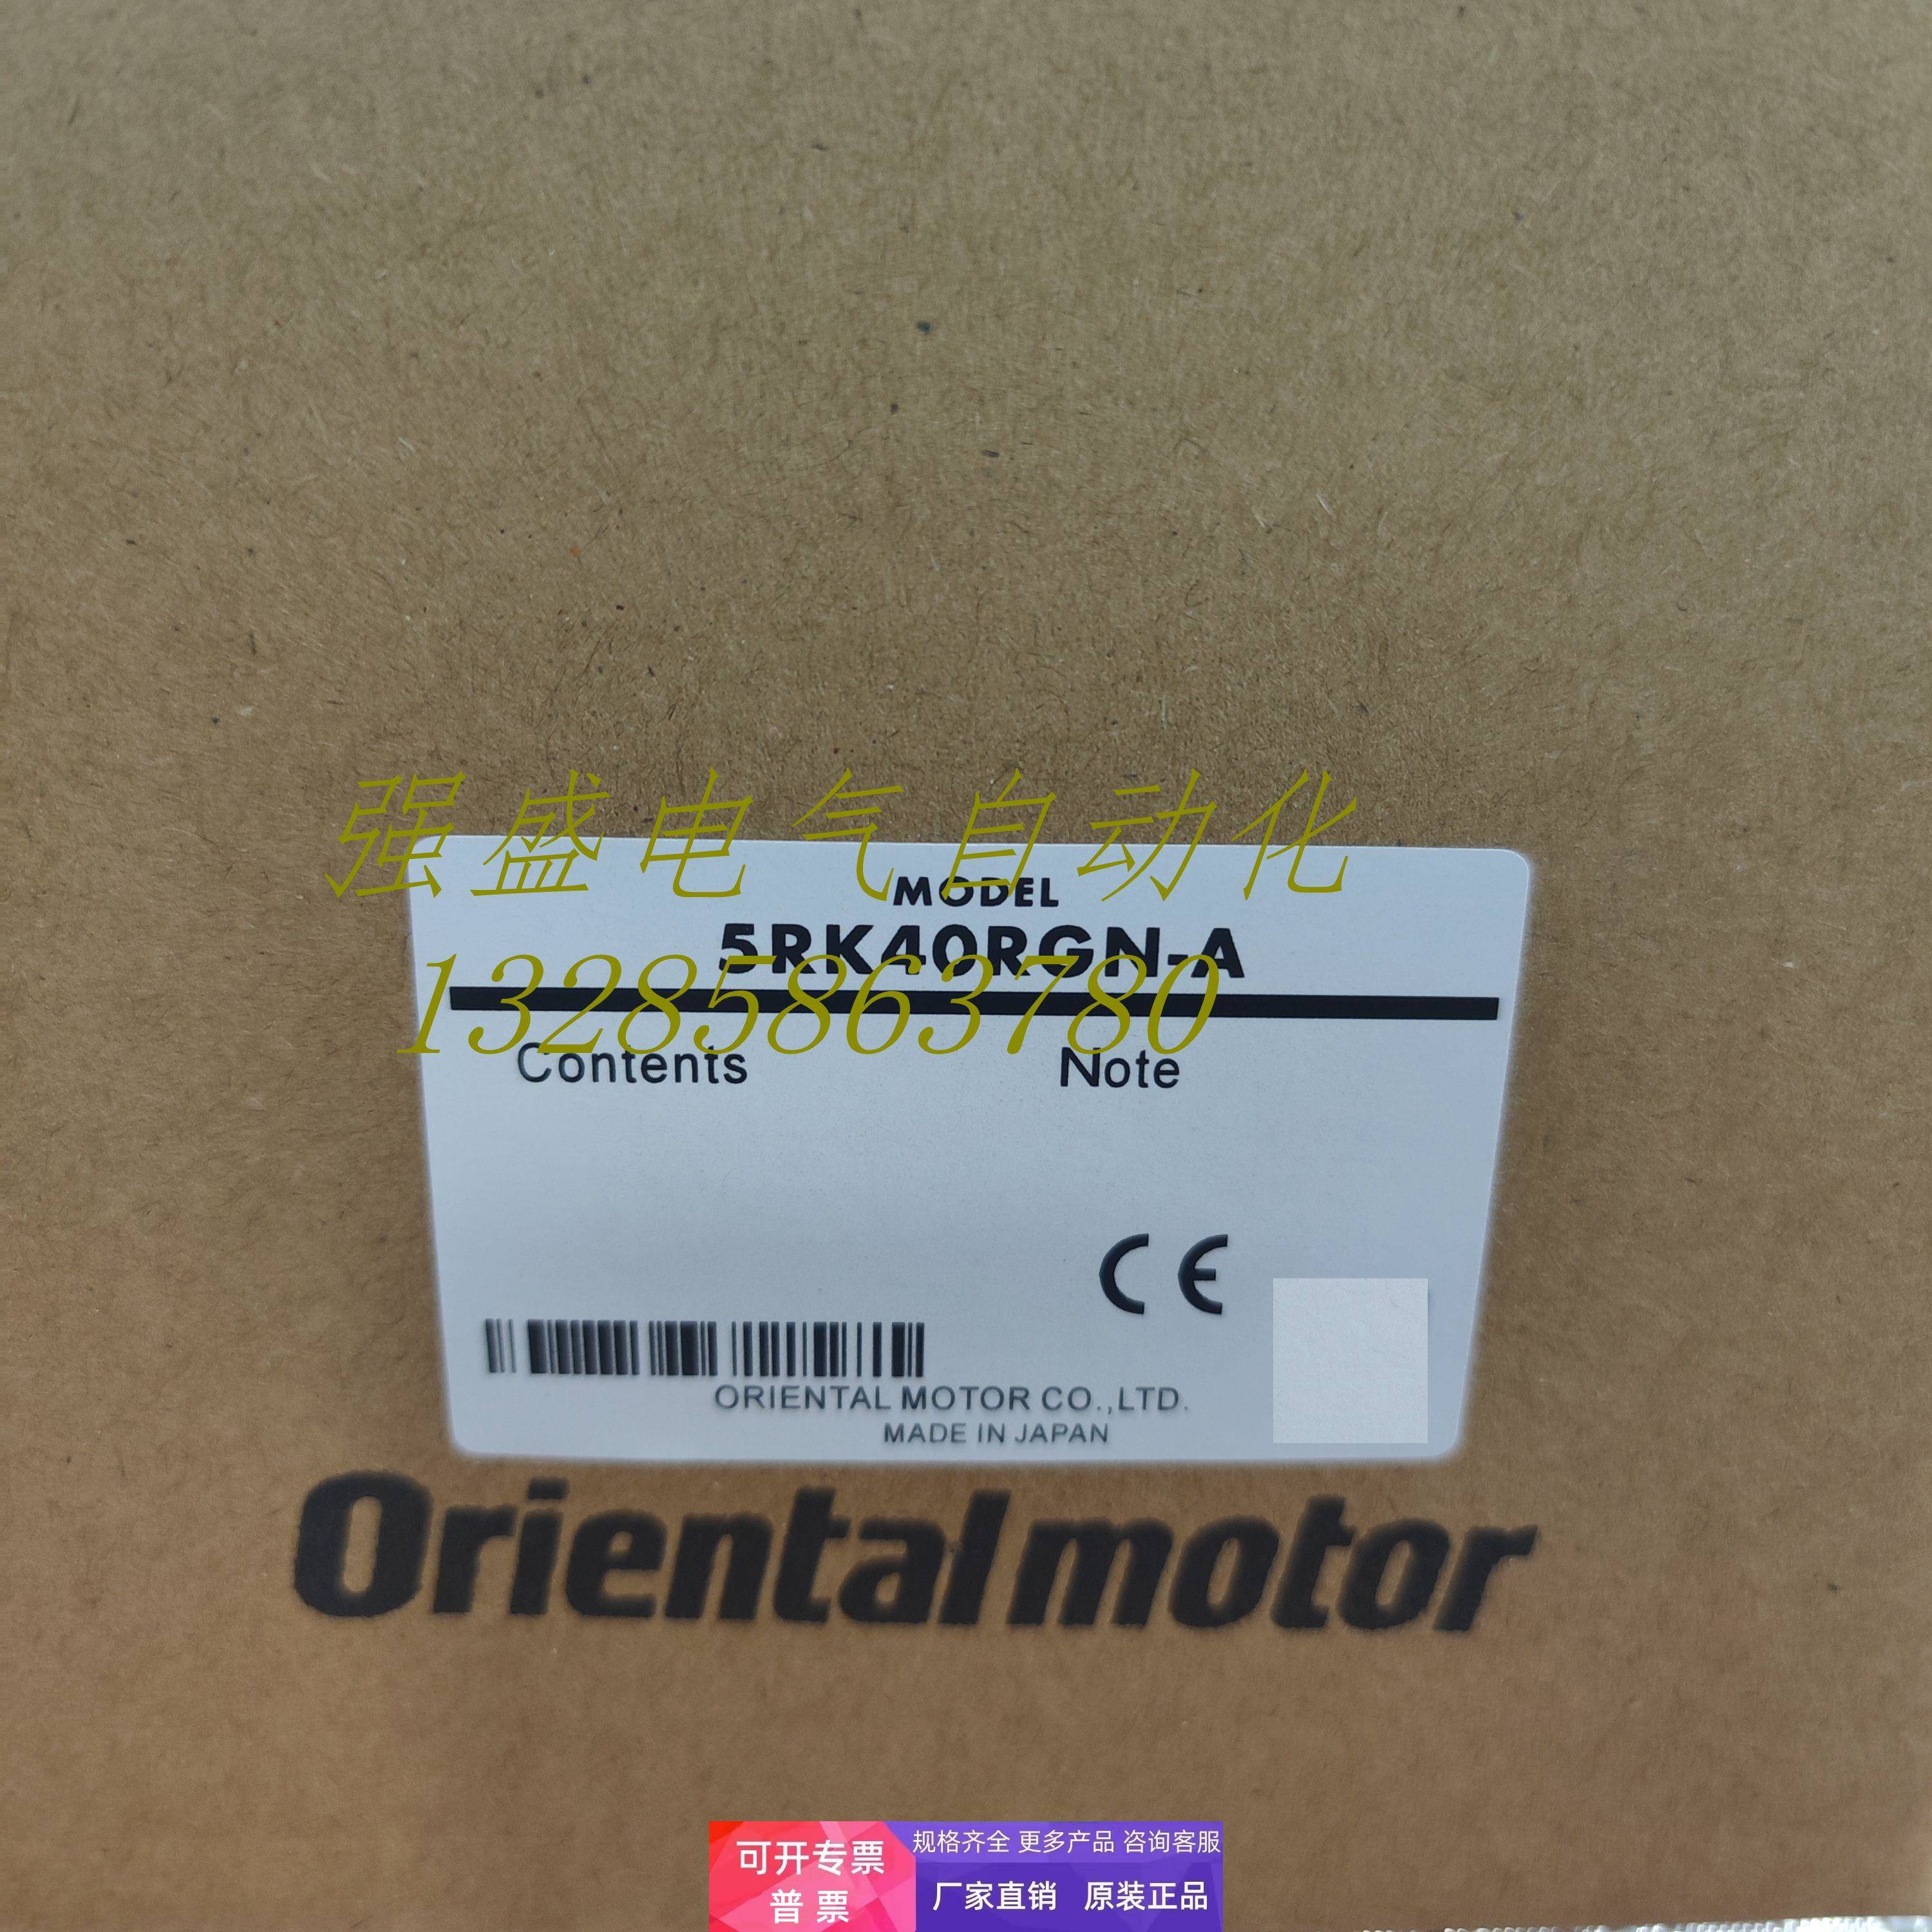 强盛电气自动化
MODEL
5RK40RGN-A
13285863780
Contents Note
CE
ORIENTAL MOTOR CO.,LTD.
MADE IN JAPAN
Orientalmotor
可开专票
普票
规格齐全 更多产品 咨询客服
厂家直销 原装正品